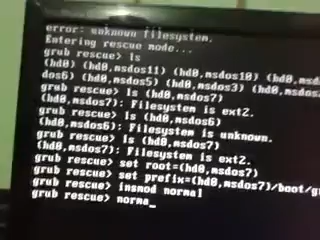 error: unknown filesystem.
Entering rescue mode...
grub rescue> ls
(hd0) (hd0,msdos11) (hd0,msdos10) (hd0,
dos6) (hd0,msdos5) (hd0,msdos3) (hd0,msdos2
grub rescue> ls (hd0,msdos7)
(hd0,msdos7): Filesystem is ext2.
grub rescue> ls (hd0,msdos6)
(hd0,msdos6): Filesystem is unknown.
grub rescue> ls (hd0,msdos7)
(hd0,msdos7): Filesystem is ext2.
grub rescue> set root=(hd0,msdos7)
grub rescue> set prefix=(hd0,msdos7)/boot/g
grub rescue> insmod normal
grub rescue> norma_